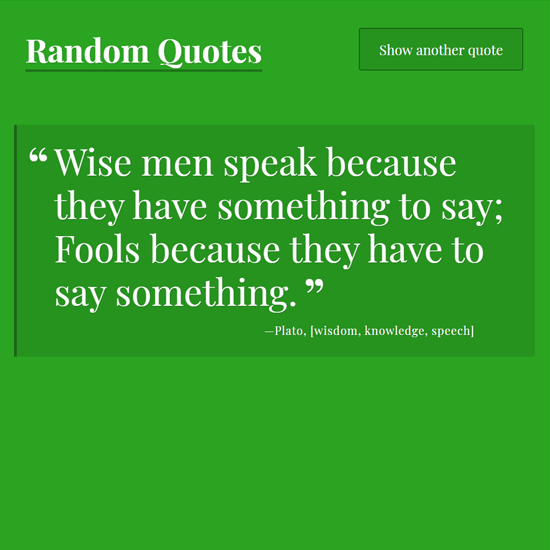 Random Quotes
Show another quote
“ Wise men speak because
they have something to say;
Fools because they have to
say something. ”
—Plato, [wisdom, knowledge, speech]